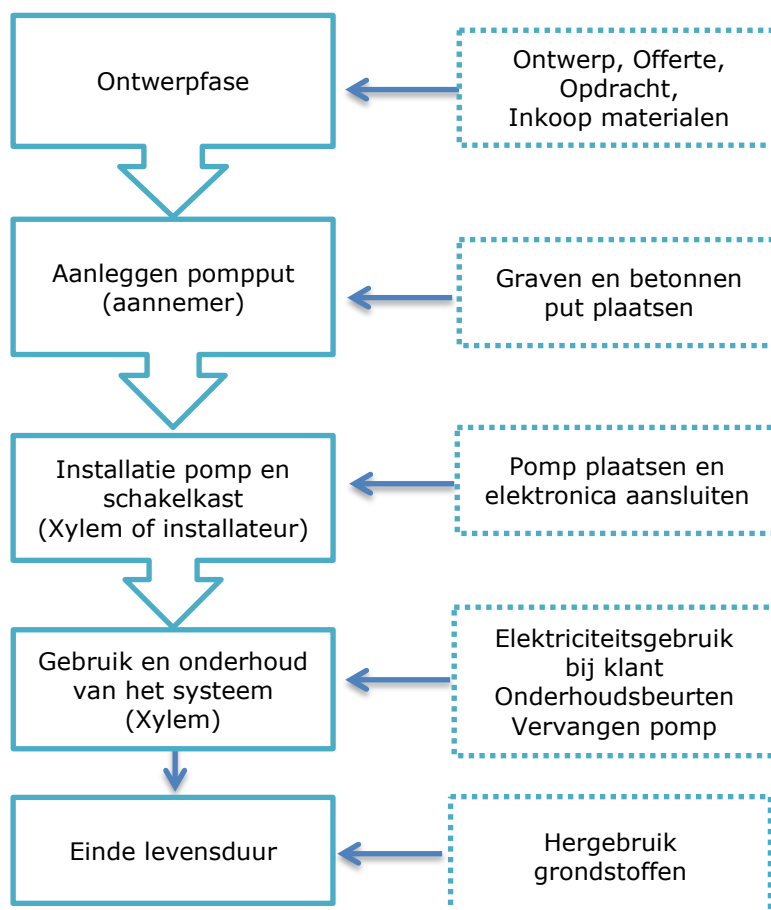 Ontwerpfase
Ontwerp, Offerte,
Opdracht,
Inkoop materialen
Aanleggen pompput
(aannemer)
Graven en betonnen
put plaatsen
Installatie pomp en
schakelkast
(Xylem of installateur)
Pomp plaatsen en
elektronica aansluiten
Gebruik en onderhoud
van het systeem
(Xylem)
Elektriciteitsgebruik
bij klant
Onderhoudsbeurten
Vervangen pomp
Einde levensduur
Hergebruik
grondstoffen